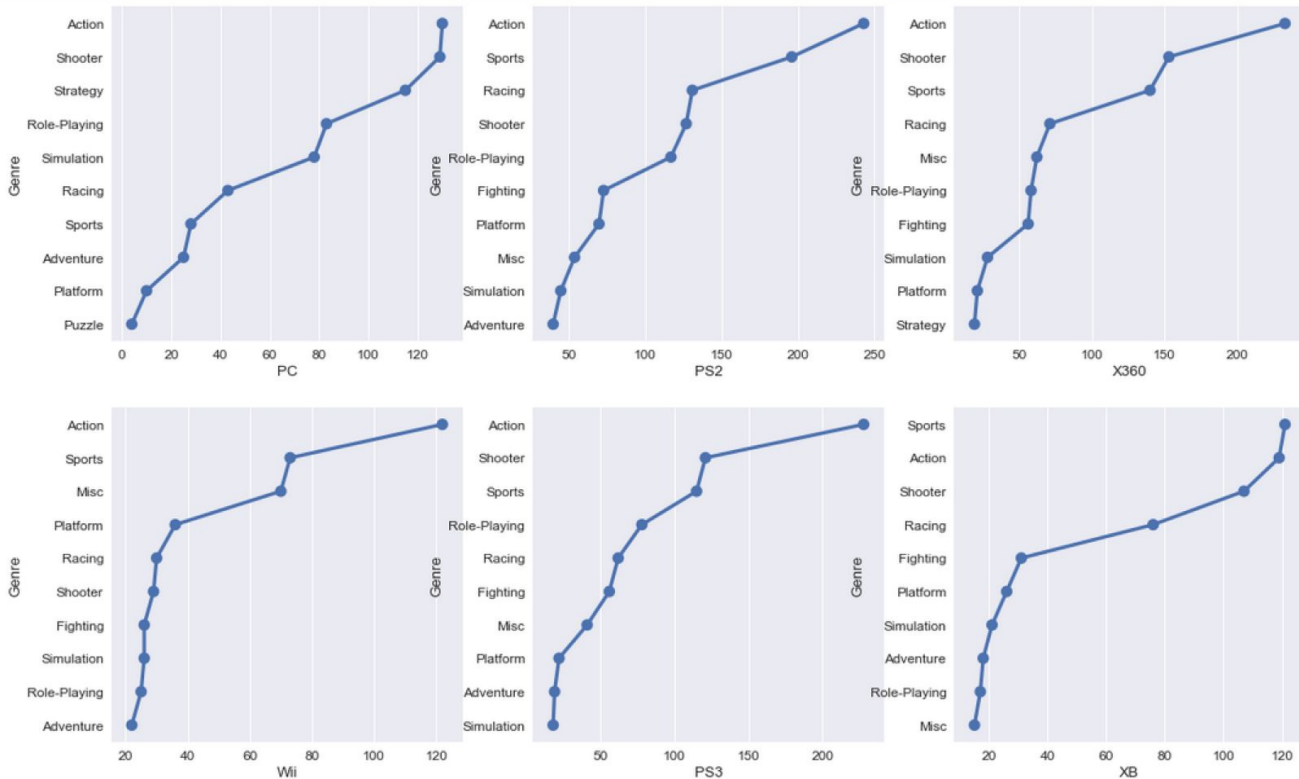 Action
Shooter
Strategy
Role-Playing
Simulation
Racing
Sports
Adventure
Platform
Puzzle
Genre
0 20 40 60 80 100 120
PC
Action
Sports
Racing
Shooter
Role-Playing
Fighting
Platform
Misc
Simulation
Adventure
Genre
50 100 150 200 250
PS2
Action
Shooter
Sports
Racing
Misc
Role-Playing
Fighting
Simulation
Platform
Strategy
Genre
50 100 150 200
X360
Action
Sports
Misc
Platform
Racing
Shooter
Fighting
Simulation
Role-Playing
Adventure
Genre
20 40 60 80 100 120
Wii
Action
Shooter
Sports
Role-Playing
Racing
Fighting
Misc
Platform
Adventure
Simulation
Genre
50 100 150 200
PS3
Sports
Action
Shooter
Racing
Fighting
Platform
Simulation
Adventure
Role-Playing
Misc
Genre
20 40 60 80 100 120
XB